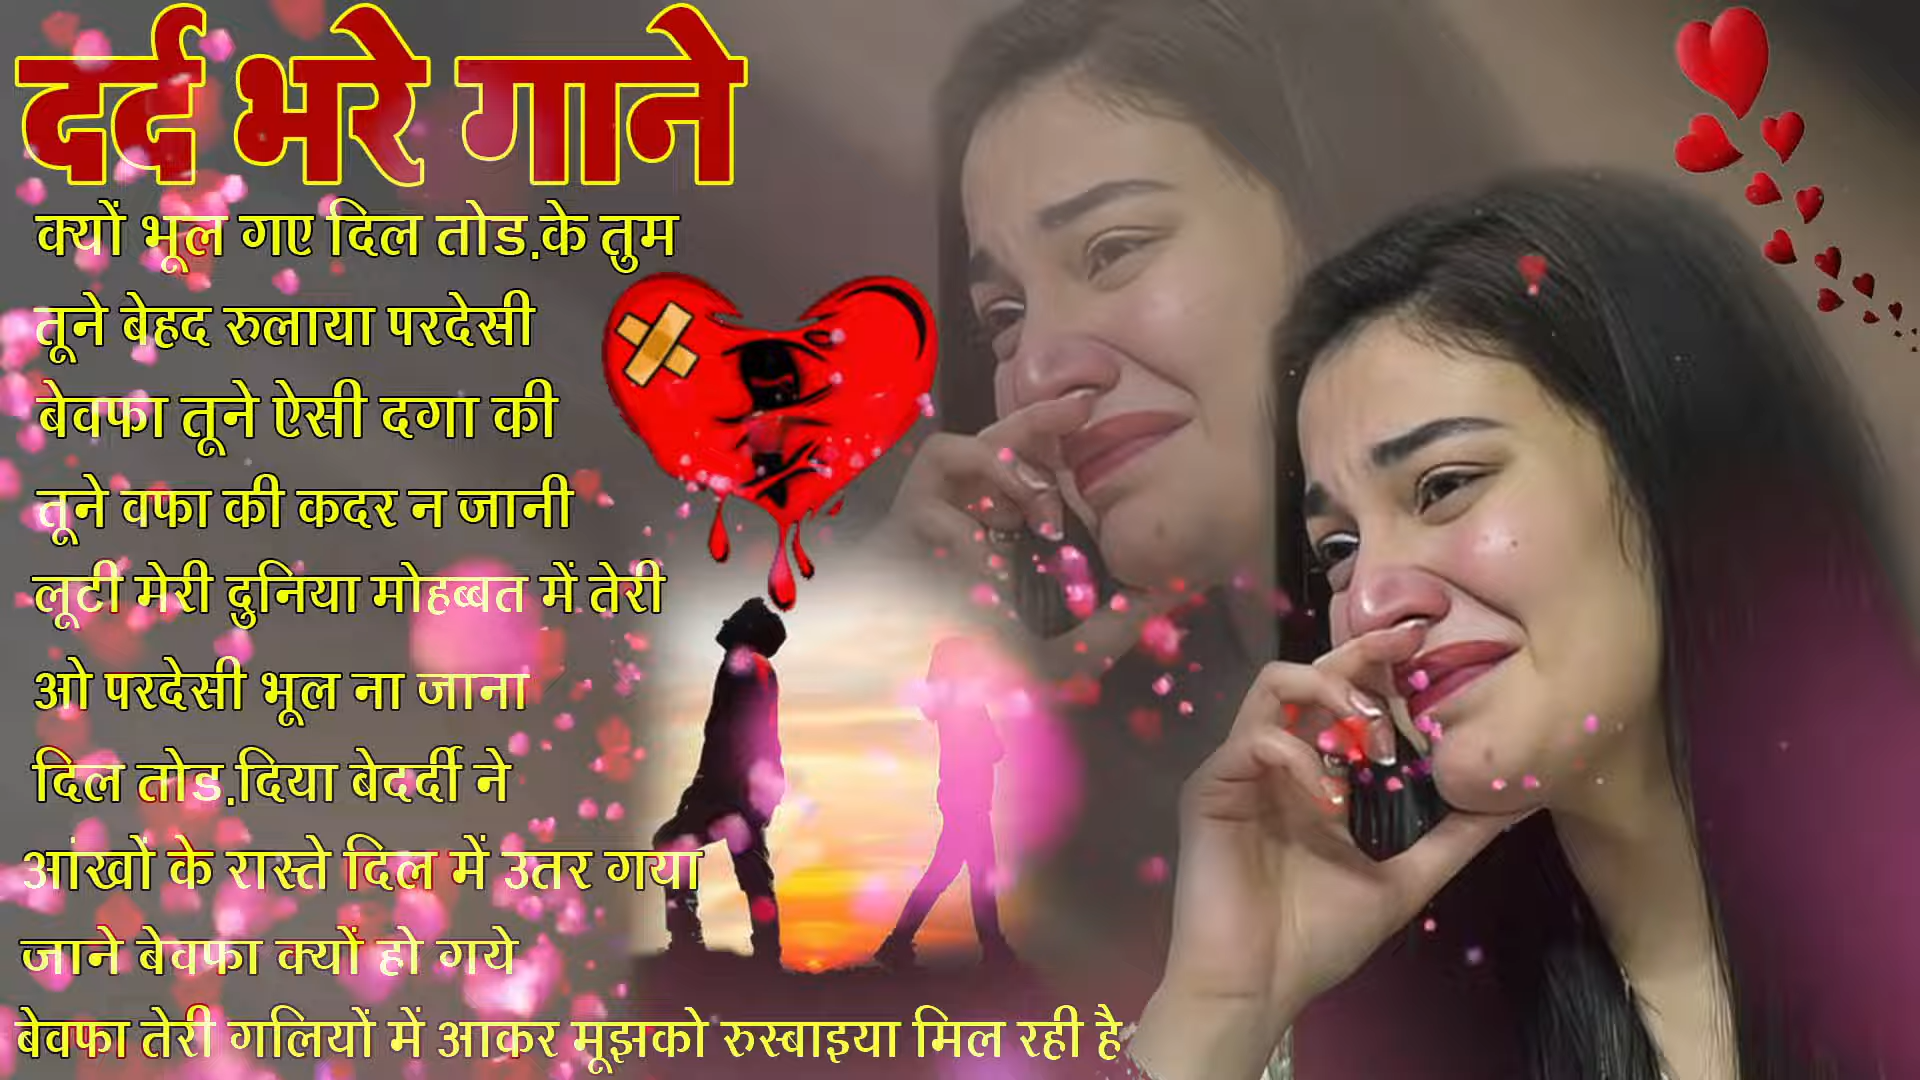 दर्द भरे गाने
क्यों भूल गए दिल तोड.के तुम
तूने बेहद रुलाया परदेसी
बेवफा तूने ऐसी दगा की
तूने वफा की कदर न जानी
लूटी मेरी दुनिया मोहब्बत में तेरी
ओ परदेसी भूल ना जाना
दिल तोड.दिया बेदर्दी ने
आंखों के रास्ते दिल में उतर गया
जाने बेवफा क्यों हो गये
बेवफा तेरी गलियों में आकर मूझको रुस्बाइया मिल रही है